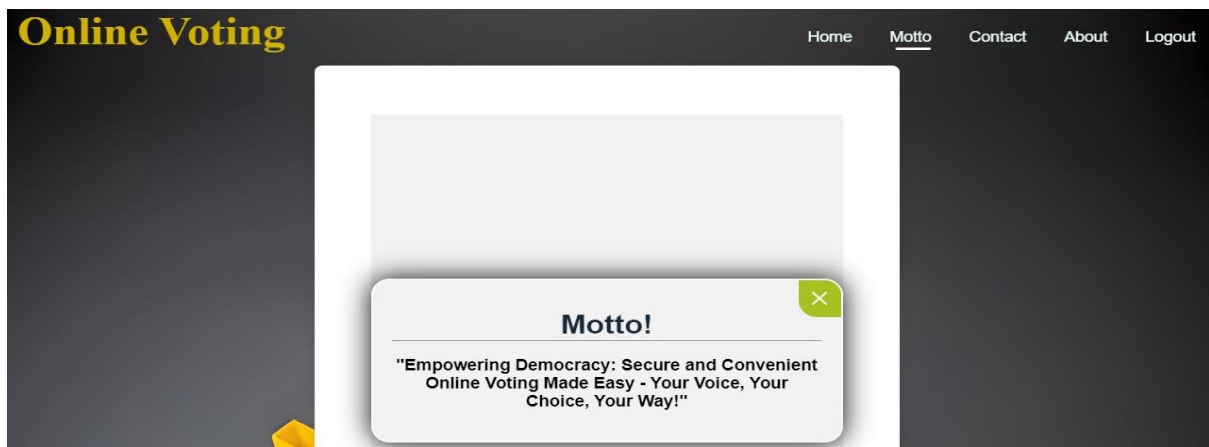 Online Voting
Home Motto Contact About Logout
Motto!
"Empowering Democracy: Secure and Convenient
Online Voting Made Easy - Your Voice, Your
Choice, Your Way!"